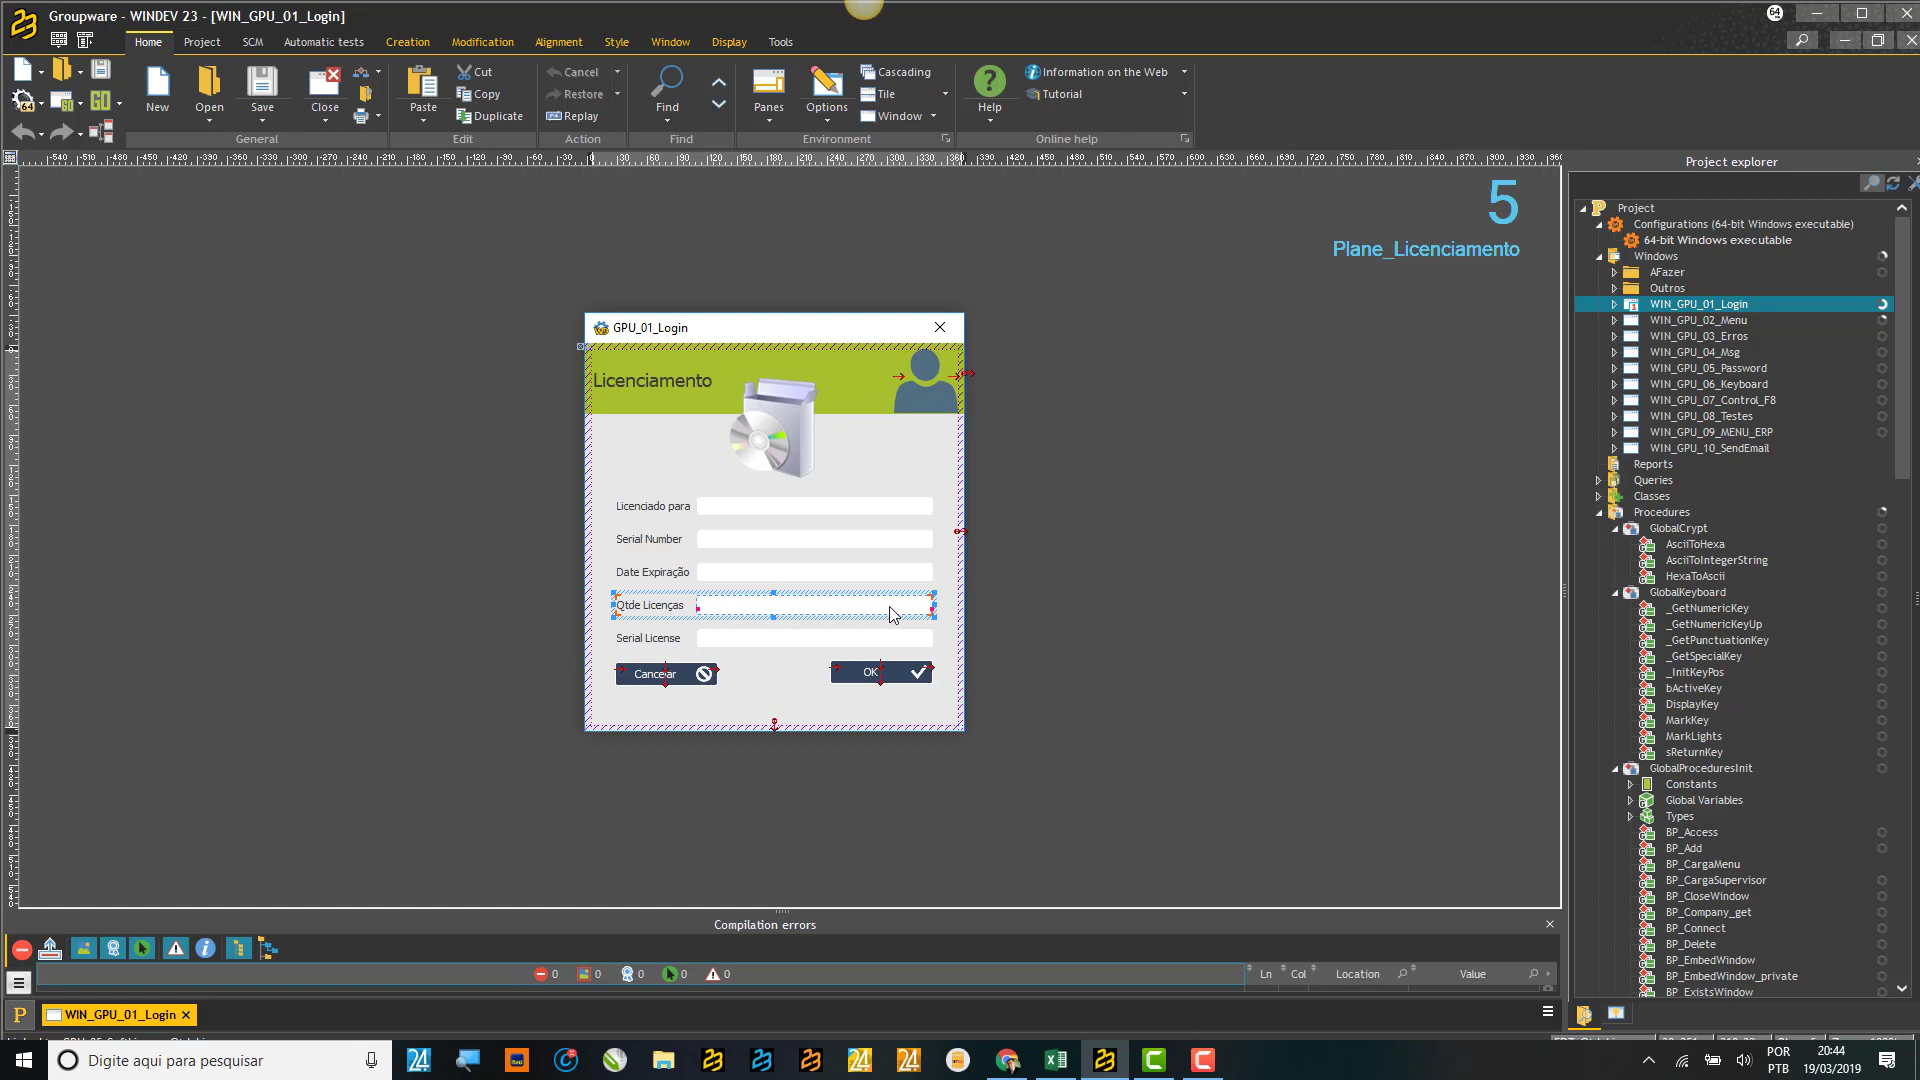 Groupware - WINDEV 23 - [WIN_GPU_01_Login]
Home Project SCM Automatic tests Creation Modification Alignment Style Window Display Tools
New Open Save Close
Paste Cut Copy Duplicate
Cancel Restore Replay
Find
Panes Options Cascading Tile Window
Help Information on the Web Tutorial
General Edit Action Find Environment Online help
5
Plane_Licenciamento
GPU_01_Login
Licenciamento
Licenciado para
Serial Number
Date Expiração
Qtde Licenças
Serial License
Cancelar
OK
Compilation errors
0 0 0 0 0
Ln Col Location Value
WIN_GPU_01_Login
Project explorer
Project
Configurations (64-bit Windows executable)
64-bit Windows executable
Windows
AFazer
Outros
WIN_GPU_01_Login
WIN_GPU_02_Menu
WIN_GPU_03_Erros
WIN_GPU_04_Msg
WIN_GPU_05_Password
WIN_GPU_06_Keyboard
WIN_GPU_07_Control_F8
WIN_GPU_08_Testes
WIN_GPU_09_MENU_ERP
WIN_GPU_10_SendEmail
Reports
Queries
Classes
Procedures
GlobalCrypt
AsciiToHexa
AsciiToIntegerString
HexaToAscii
GlobalKeyboard
_GetNumericKey
_GetNumericKeyUp
_GetPunctuationKey
_GetSpecialKey
_InitKeyPos
bActiveKey
DisplayKey
MarkKey
MarkLights
sReturnKey
GlobalProceduresInit
Constants
Global Variables
Types
BP_Access
BP_Add
BP_CargaMenu
BP_CargaSupervisor
BP_CloseWindow
BP_Company_get
BP_Connect
BP_Delete
BP_EmbedWindow
BP_EmbedWindow_private
BP_ExistsWindow
Digite aqui para pesquisar
POR
PTB
20:44
19/03/2019